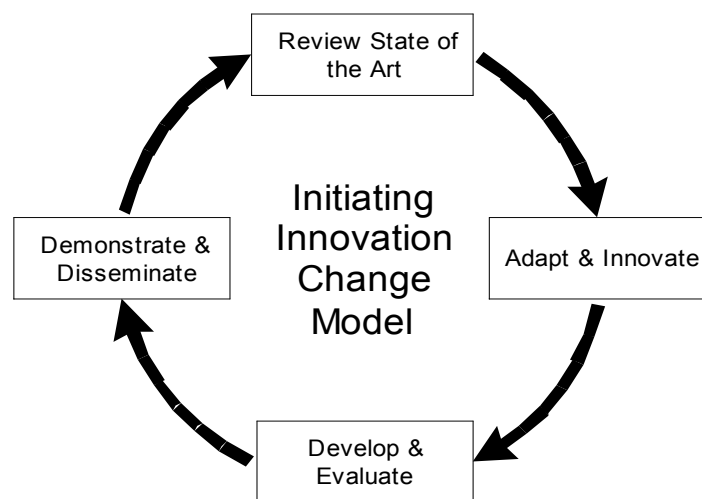 Review State of
the Art
Initiating
Innovation
Change
Model
Demonstrate &
Disseminate
Adapt & Innovate
Develop &
Evaluate